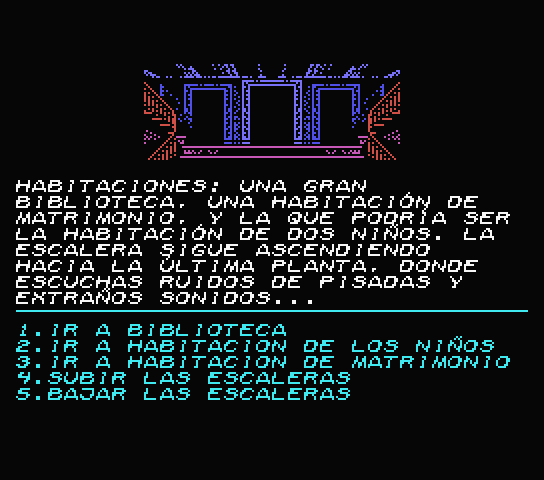 HABITACIONES: UNA GRAN
BIBLIOTECA, UNA HABITACIÓN DE
MATRIMONIO, Y LA QUE PODRÍA SER
LA HABITACIÓN DE DOS NIÑOS. LA
ESCALERA SIGUE ASCENDIENDO
HACIA LA ÚLTIMA PLANTA, DONDE
ESCUCHAS RUIDOS DE PISADAS Y
EXTRAÑOS SONIDOS...
1.IR A BIBLIOTECA
2.IR A HABITACION DE LOS NIÑOS
3.IR A HABITACION DE MATRIMONIO
4.SUBIR LAS ESCALERAS
5.BAJAR LAS ESCALERAS